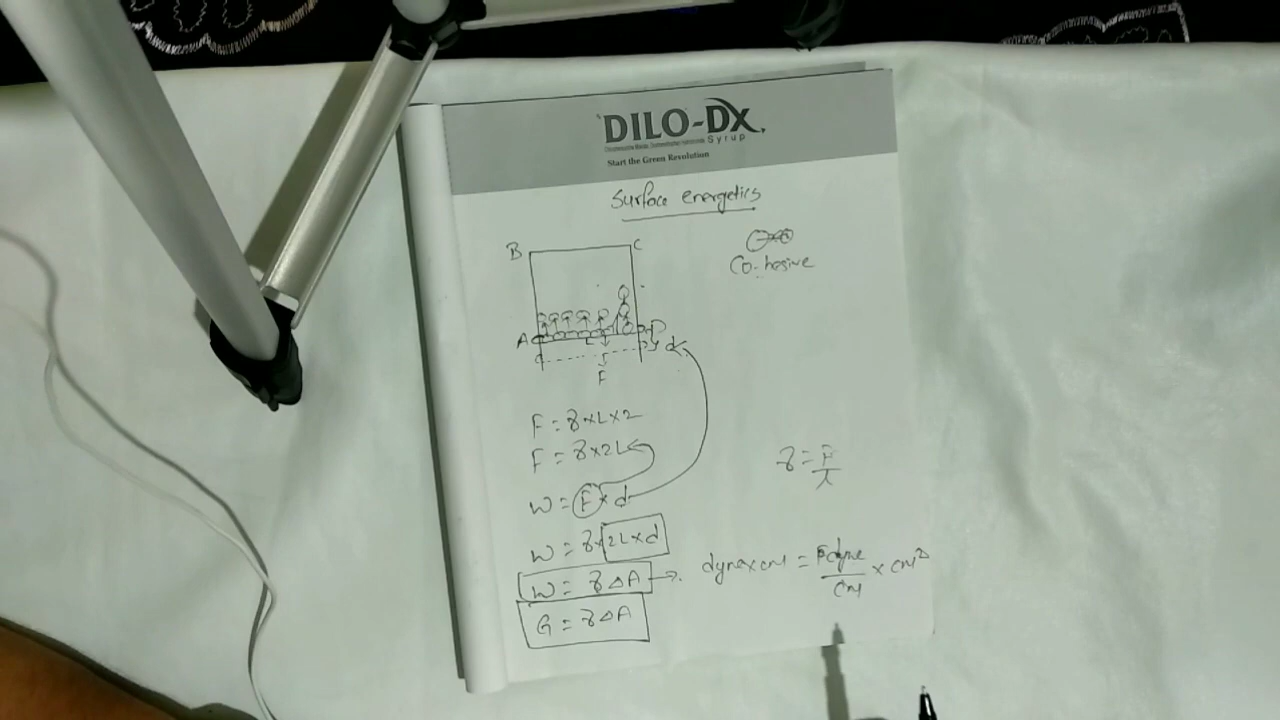 DILO-DX
Syrup
Start the Green Revolution
Surface energetics
B C
Co-hesive
A L D
d
F
F = γ×L×2
F = γ×2L
γ = F
W = F × d
W = γ×2L×d
W = γΔA → dyne×cm = dyne × cm²
cm
G = γΔA